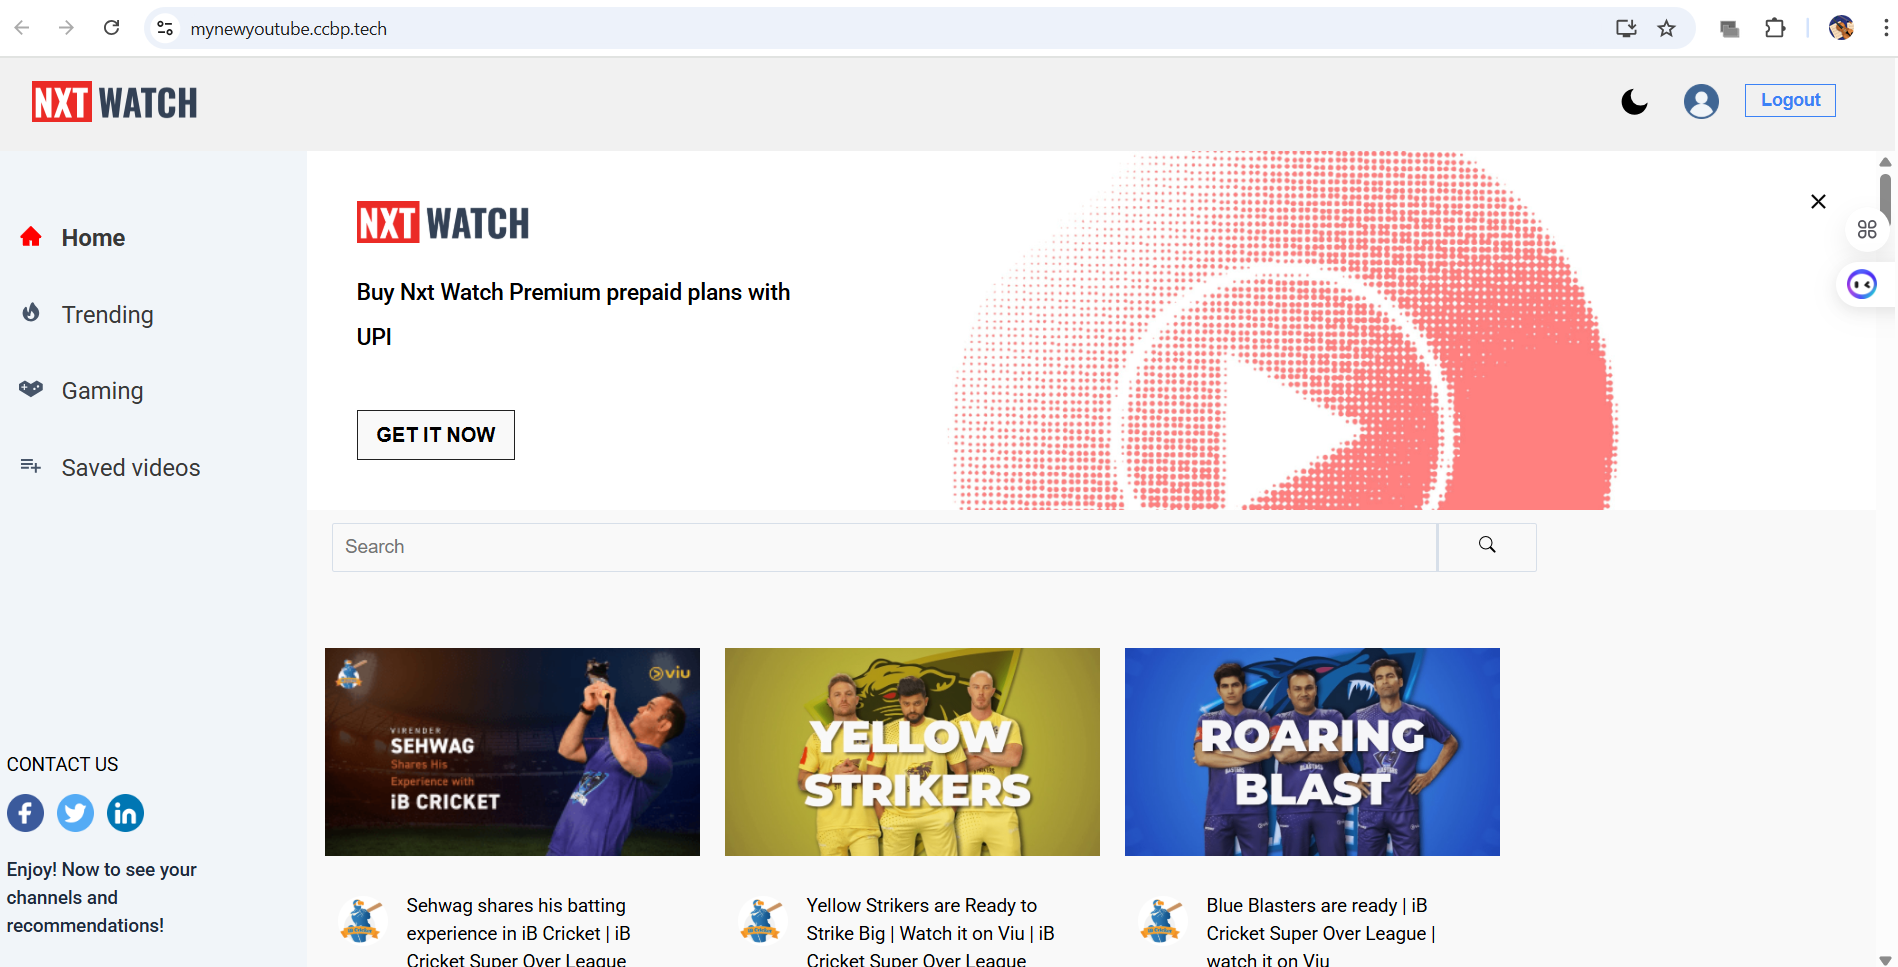 mynewyoutube.ccbp.tech
NXT WATCH
Logout
Home
Trending
Gaming
Saved videos
CONTACT US
Enjoy! Now to see your
channels and
recommendations!
NXT WATCH
Buy Nxt Watch Premium prepaid plans with
UPI
GET IT NOW
Search
viu
VIRENDER
SEHWAG
Shares His
Experience with
iB CRICKET
YELLOW
STRIKERS
ROARING
BLAST
Sehwag shares his batting
experience in iB Cricket | iB
Cricket Super Over League
Yellow Strikers are Ready to
Strike Big | Watch it on Viu | iB
Cricket Super Over League
Blue Blasters are ready | iB
Cricket Super Over League |
watch it on Viu